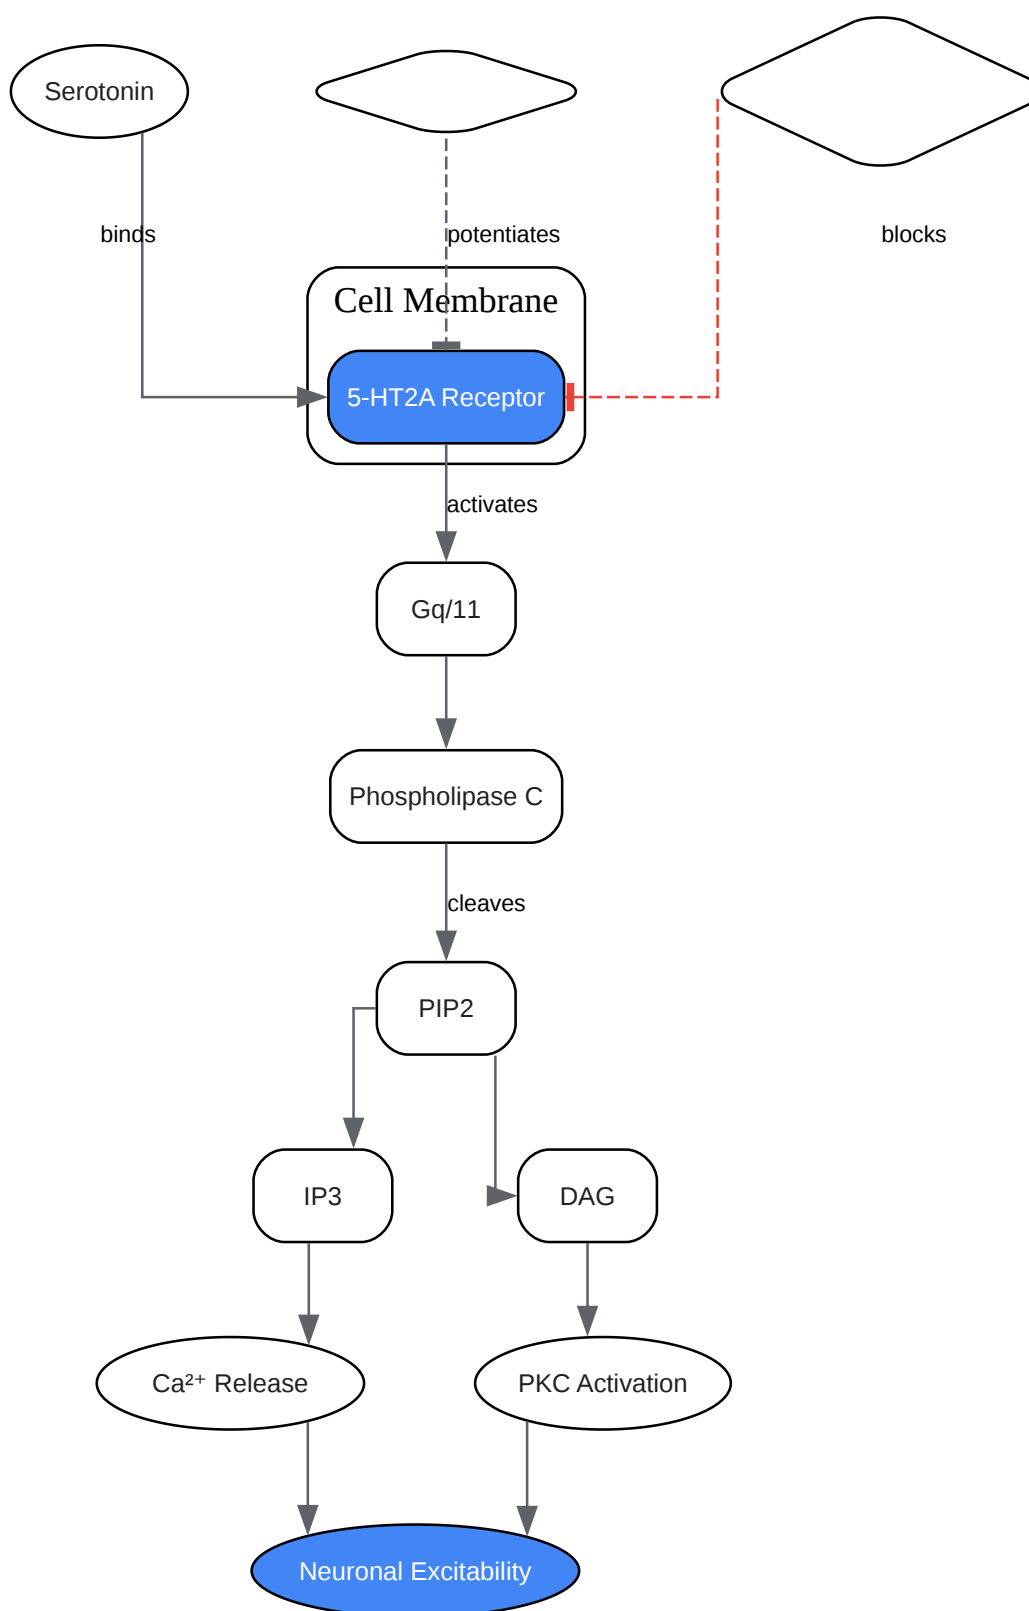 Serotonin
binds
potentiates
blocks
Cell Membrane
5-HT2A Receptor
activates
Gq/11
Phospholipase C
cleaves
PIP2
IP3
DAG
Ca²⁺ Release
PKC Activation
Neuronal Excitability